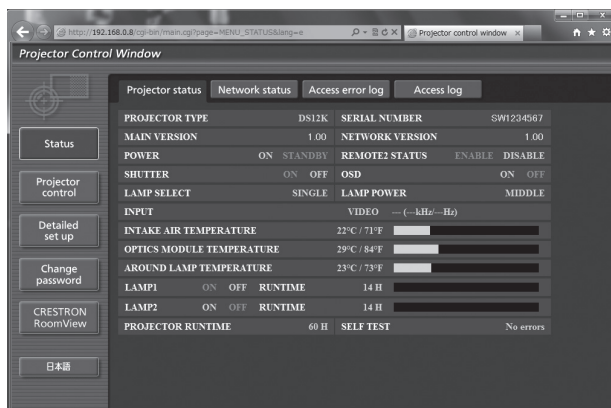 http://192.168.0.8/cgi-bin/main.cgi?page=MENU_STATUS&lang=e
Projector control window
Projector Control Window
Projector status Network status Access error log Access log
Status
Projector control
Detailed set up
Change password
CRESTRON RoomView
日本語
PROJECTOR TYPE DS12K SERIAL NUMBER SW1234567
MAIN VERSION 1.00 NETWORK VERSION 1.00
POWER ON STANDBY REMOTE2 STATUS ENABLE DISABLE
SHUTTER ON OFF OSD ON OFF
LAMP SELECT SINGLE LAMP POWER MIDDLE
INPUT VIDEO --- (---kHz/---Hz)
INTAKE AIR TEMPERATURE 22°C / 71°F
OPTICS MODULE TEMPERATURE 29°C / 84°F
AROUND LAMP TEMPERATURE 23°C / 73°F
LAMP1 ON OFF RUNTIME 14 H
LAMP2 ON OFF RUNTIME 14 H
PROJECTOR RUNTIME 60 H SELF TEST No errors